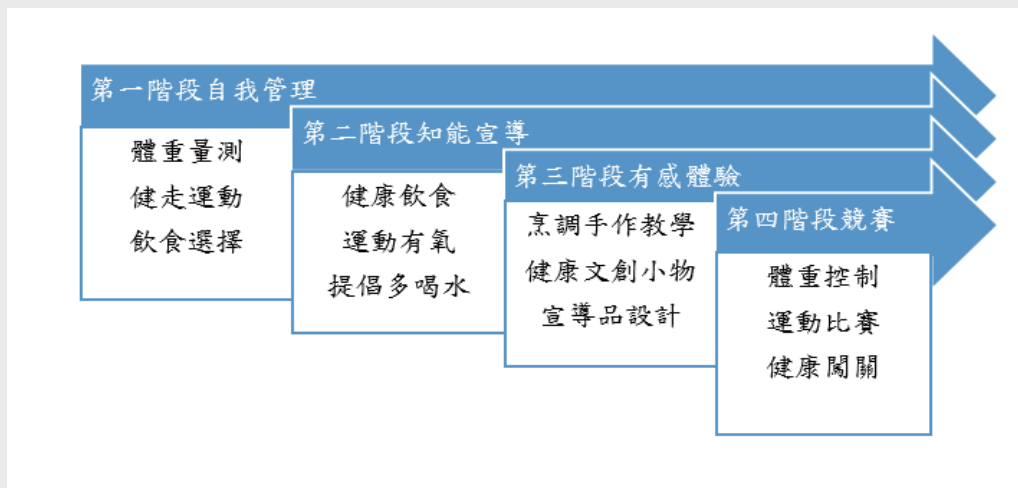 第一階段自我管理
體重量測
健走運動
飲食選擇
第二階段知能宣導
健康飲食
運動有氧
提倡多喝水
第三階段有感體驗
烹調手作教學
健康文創小物
宣導品設計
第四階段競賽
體重控制
運動比賽
健康闖關